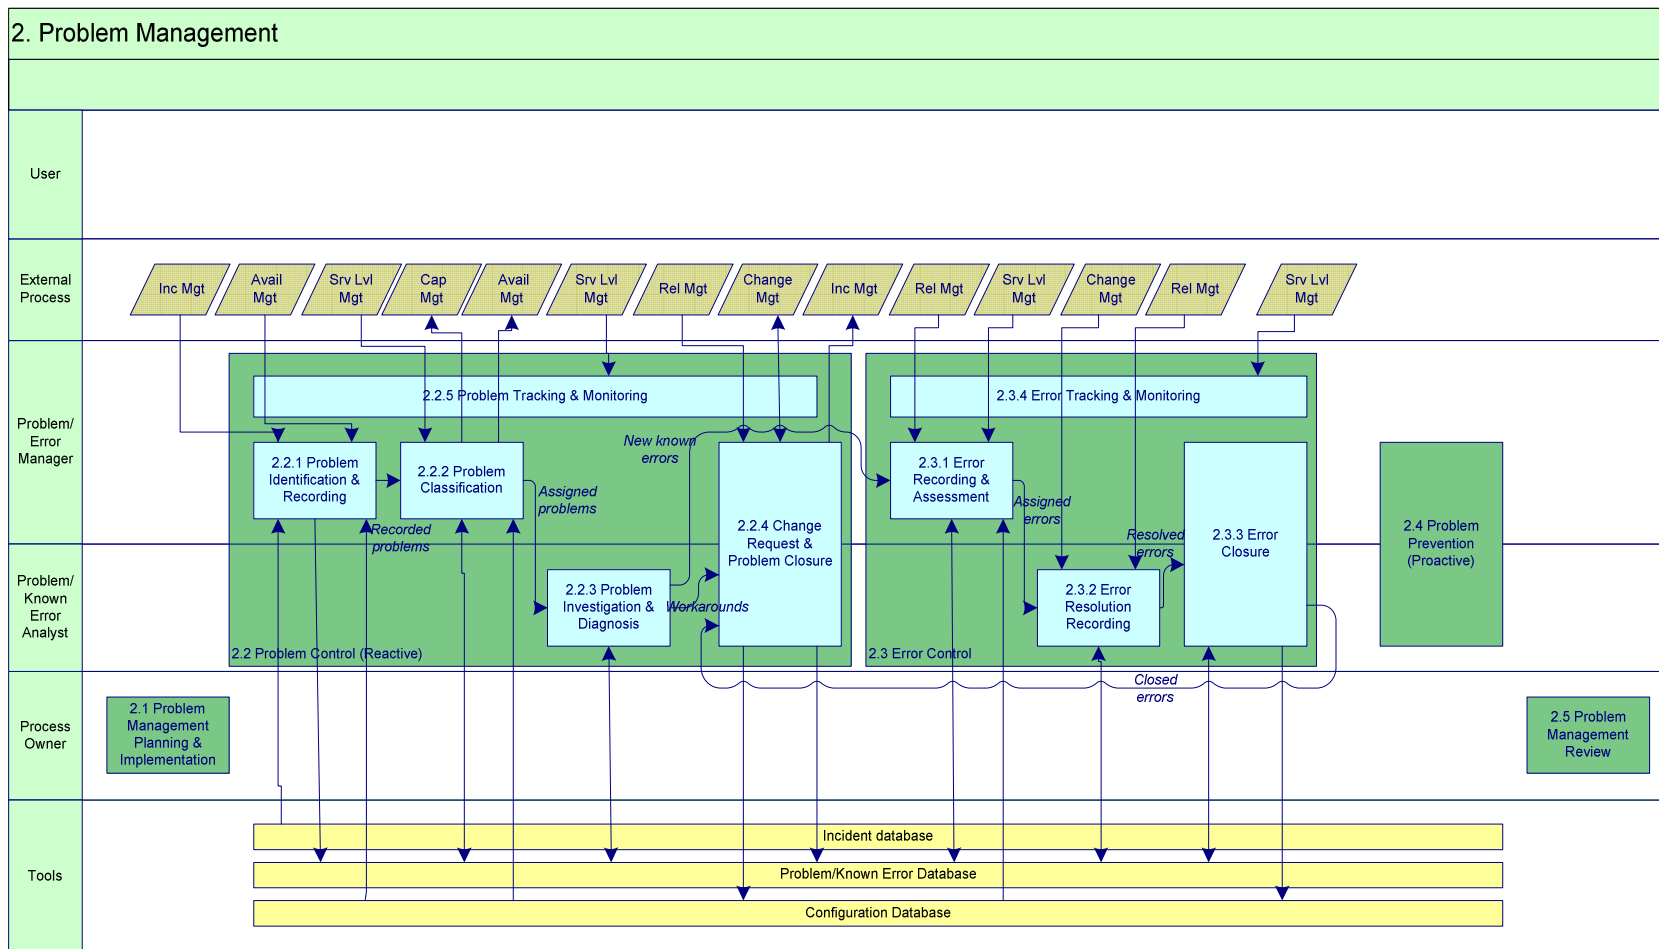 2. Problem Management
User
External
Process
Inc Mgt
Avail
Mgt
Srv Lvl
Mgt
Cap
Mgt
Avail
Mgt
Srv Lvl
Mgt
Rel Mgt
Change
Mgt
Inc Mgt
Rel Mgt
Srv Lvl
Mgt
Change
Mgt
Rel Mgt
Srv Lvl
Mgt
Problem/
Error
Manager
2.2.5 Problem Tracking & Monitoring
2.3.4 Error Tracking & Monitoring
2.2.1 Problem
Identification &
Recording
2.2.2 Problem
Classification
New known
errors
Assigned
problems
Recorded
problems
2.2.4 Change
Request &
Problem Closure
2.3.1 Error
Recording &
Assessment
Assigned
errors
Resolved
errors
2.3.3 Error
Closure
2.4 Problem
Prevention
(Proactive)
Problem/
Known
Error
Analyst
2.2.3 Problem
Investigation &
Diagnosis
Workarounds
2.3.2 Error
Resolution
Recording
2.2 Problem Control (Reactive)
2.3 Error Control
Closed
errors
Process
Owner
2.1 Problem
Management
Planning &
Implementation
2.5 Problem
Management
Review
Tools
Incident database
Problem/Known Error Database
Configuration Database